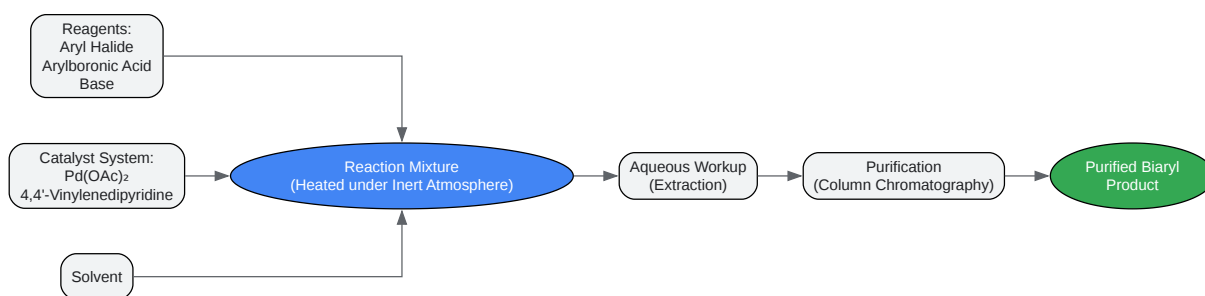 Reagents:
Aryl Halide
Arylboronic Acid
Base
Catalyst System:
Pd(OAc)₂
4,4'-Vinylenedipyridine
Solvent
Reaction Mixture
(Heated under Inert Atmosphere)
Aqueous Workup
(Extraction)
Purification
(Column Chromatography)
Purified Biaryl
Product